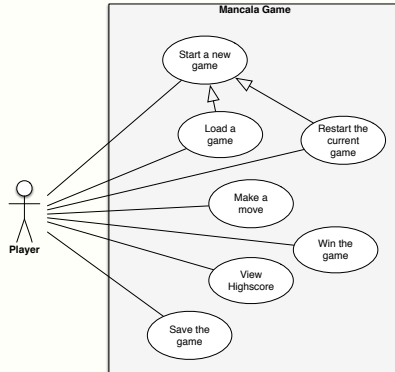 Mancala Game
Start a new
game
Load a
game
Restart the
current
game
Make a
move
Player
Win the
game
View
Highscore
Save the
game